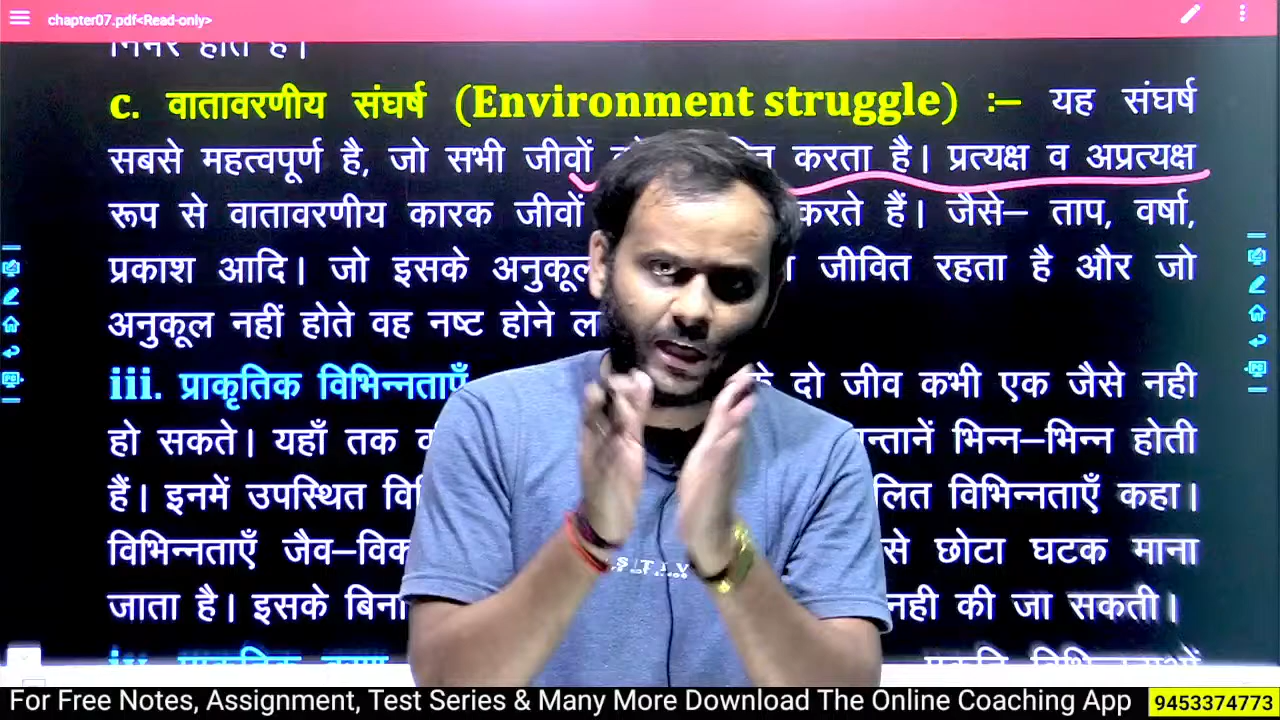 chapter07.pdf<Read-only>
निर्भर होते हैं।
c. वातावरणीय संघर्ष (Environment struggle) :– यह संघर्ष
सबसे महत्वपूर्ण है, जो सभी जीवों करता है। प्रत्यक्ष व अप्रत्यक्ष
रूप से वातावरणीय कारक जीवों करते हैं। जैसे– ताप, वर्षा,
प्रकाश आदि। जो इसके जीवित रहता है और जो
अनुकूल नहीं होते वह नष्ट होने
iii. प्राकृतिक विभिन्नताएँ दो जीव कभी एक जैसे नही
हो सकते। यहाँ तक भिन्न–भिन्न होती
हैं। इनमें उपस्थित विभिन्नताएँ कहा।
विभिन्नताएँ से छोटा घटक माना
जाता है। इसके बिना नही की जा सकती।
iv. प्राकृतिक वरण
For Free Notes, Assignment, Test Series & Many More Download The Online Coaching App 9453374773